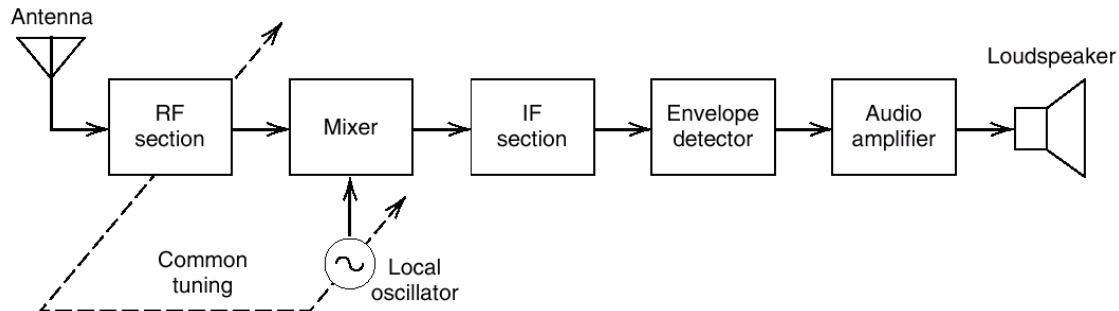 Antenna
Loudspeaker
RF
section
Mixer
IF
section
Envelope
detector
Audio
amplifier
Common
tuning
Local
oscillator